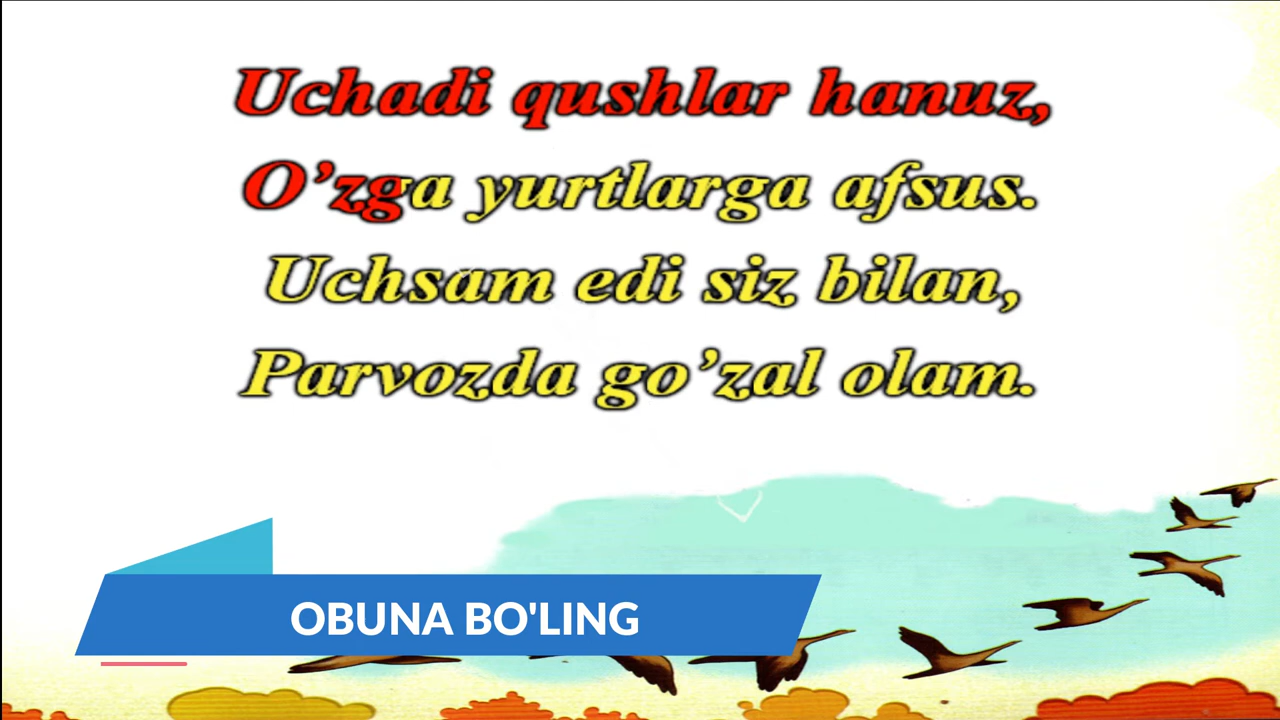 Uchadi qushlar hanuz,
O’zga yurtlarga afsus.
Uchsam edi siz bilan,
Parvozda go’zal olam.
OBUNA BO'LING